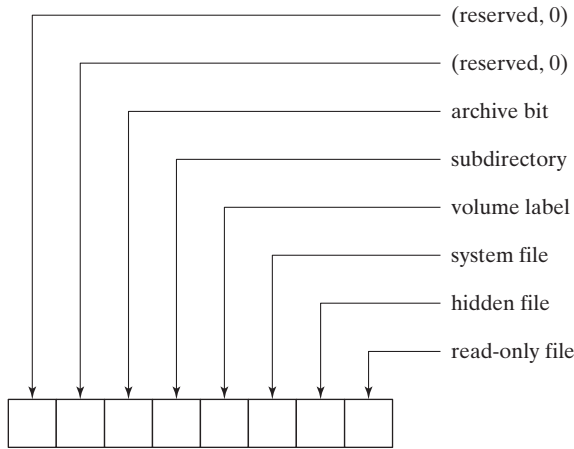 (reserved, 0)
(reserved, 0)
archive bit
subdirectory
volume label
system file
hidden file
read-only file